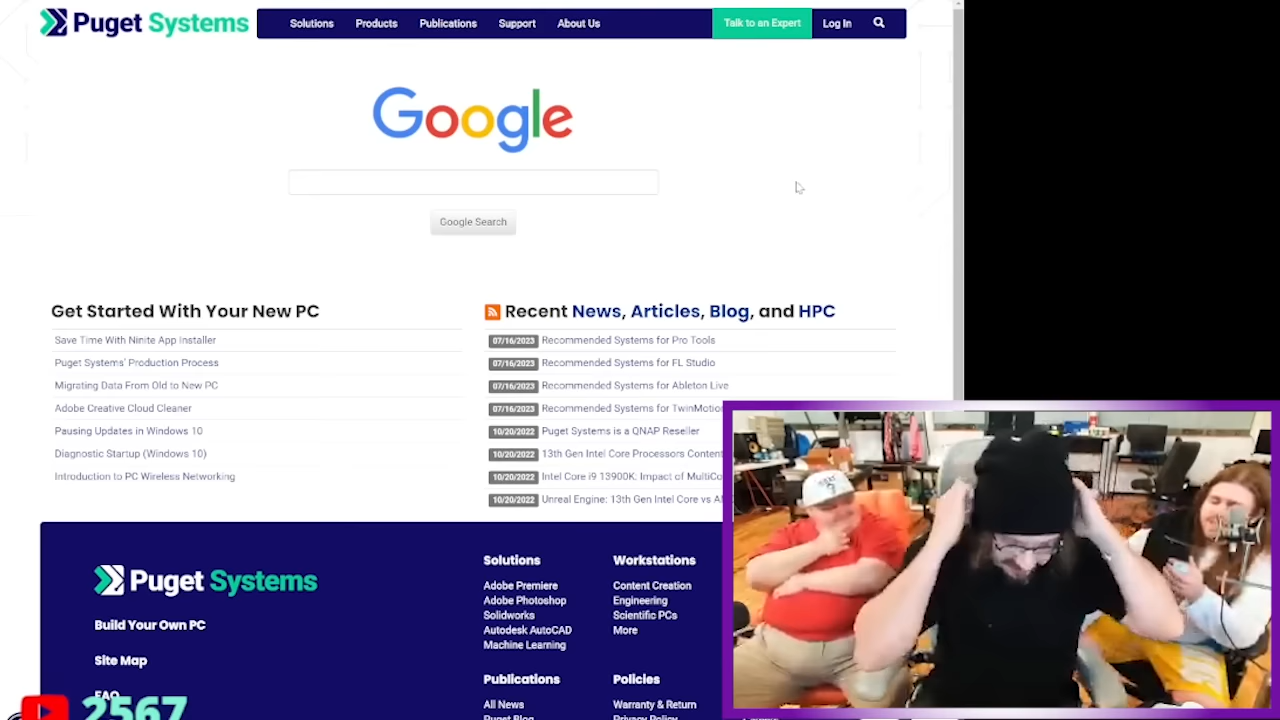 Puget Systems
Solutions
Products
Publications
Support
About Us
Talk to an Expert
Log In
Google
Google Search
Get Started With Your New PC
Save Time With Ninite App Installer
Puget Systems' Production Process
Migrating Data From Old to New PC
Adobe Creative Cloud Cleaner
Pausing Updates in Windows 10
Diagnostic Startup (Windows 10)
Introduction to PC Wireless Networking
Recent News, Articles, Blog, and HPC
07/16/2023 Recommended Systems for Pro Tools
07/16/2023 Recommended Systems for FL Studio
07/16/2023 Recommended Systems for Ableton Live
07/16/2023 Recommended Systems for TwinMotion
10/20/2022 Puget Systems is a QNAP Reseller
10/20/2022 13th Gen Intel Core Processors Content
10/20/2022 Intel Core i9 13900K: Impact of
10/20/2022 Unreal Engine: 13th Gen Intel Core vs
Puget Systems
Build Your Own PC
Site Map
FAQ
Solutions
Adobe Premiere
Adobe Photoshop
Solidworks
Autodesk AutoCAD
Machine Learning
Workstations
Content Creation
Engineering
Scientific PCs
More
Publications
All News
Puget Blog
Policies
Warranty & Return
Privacy Policy
2567